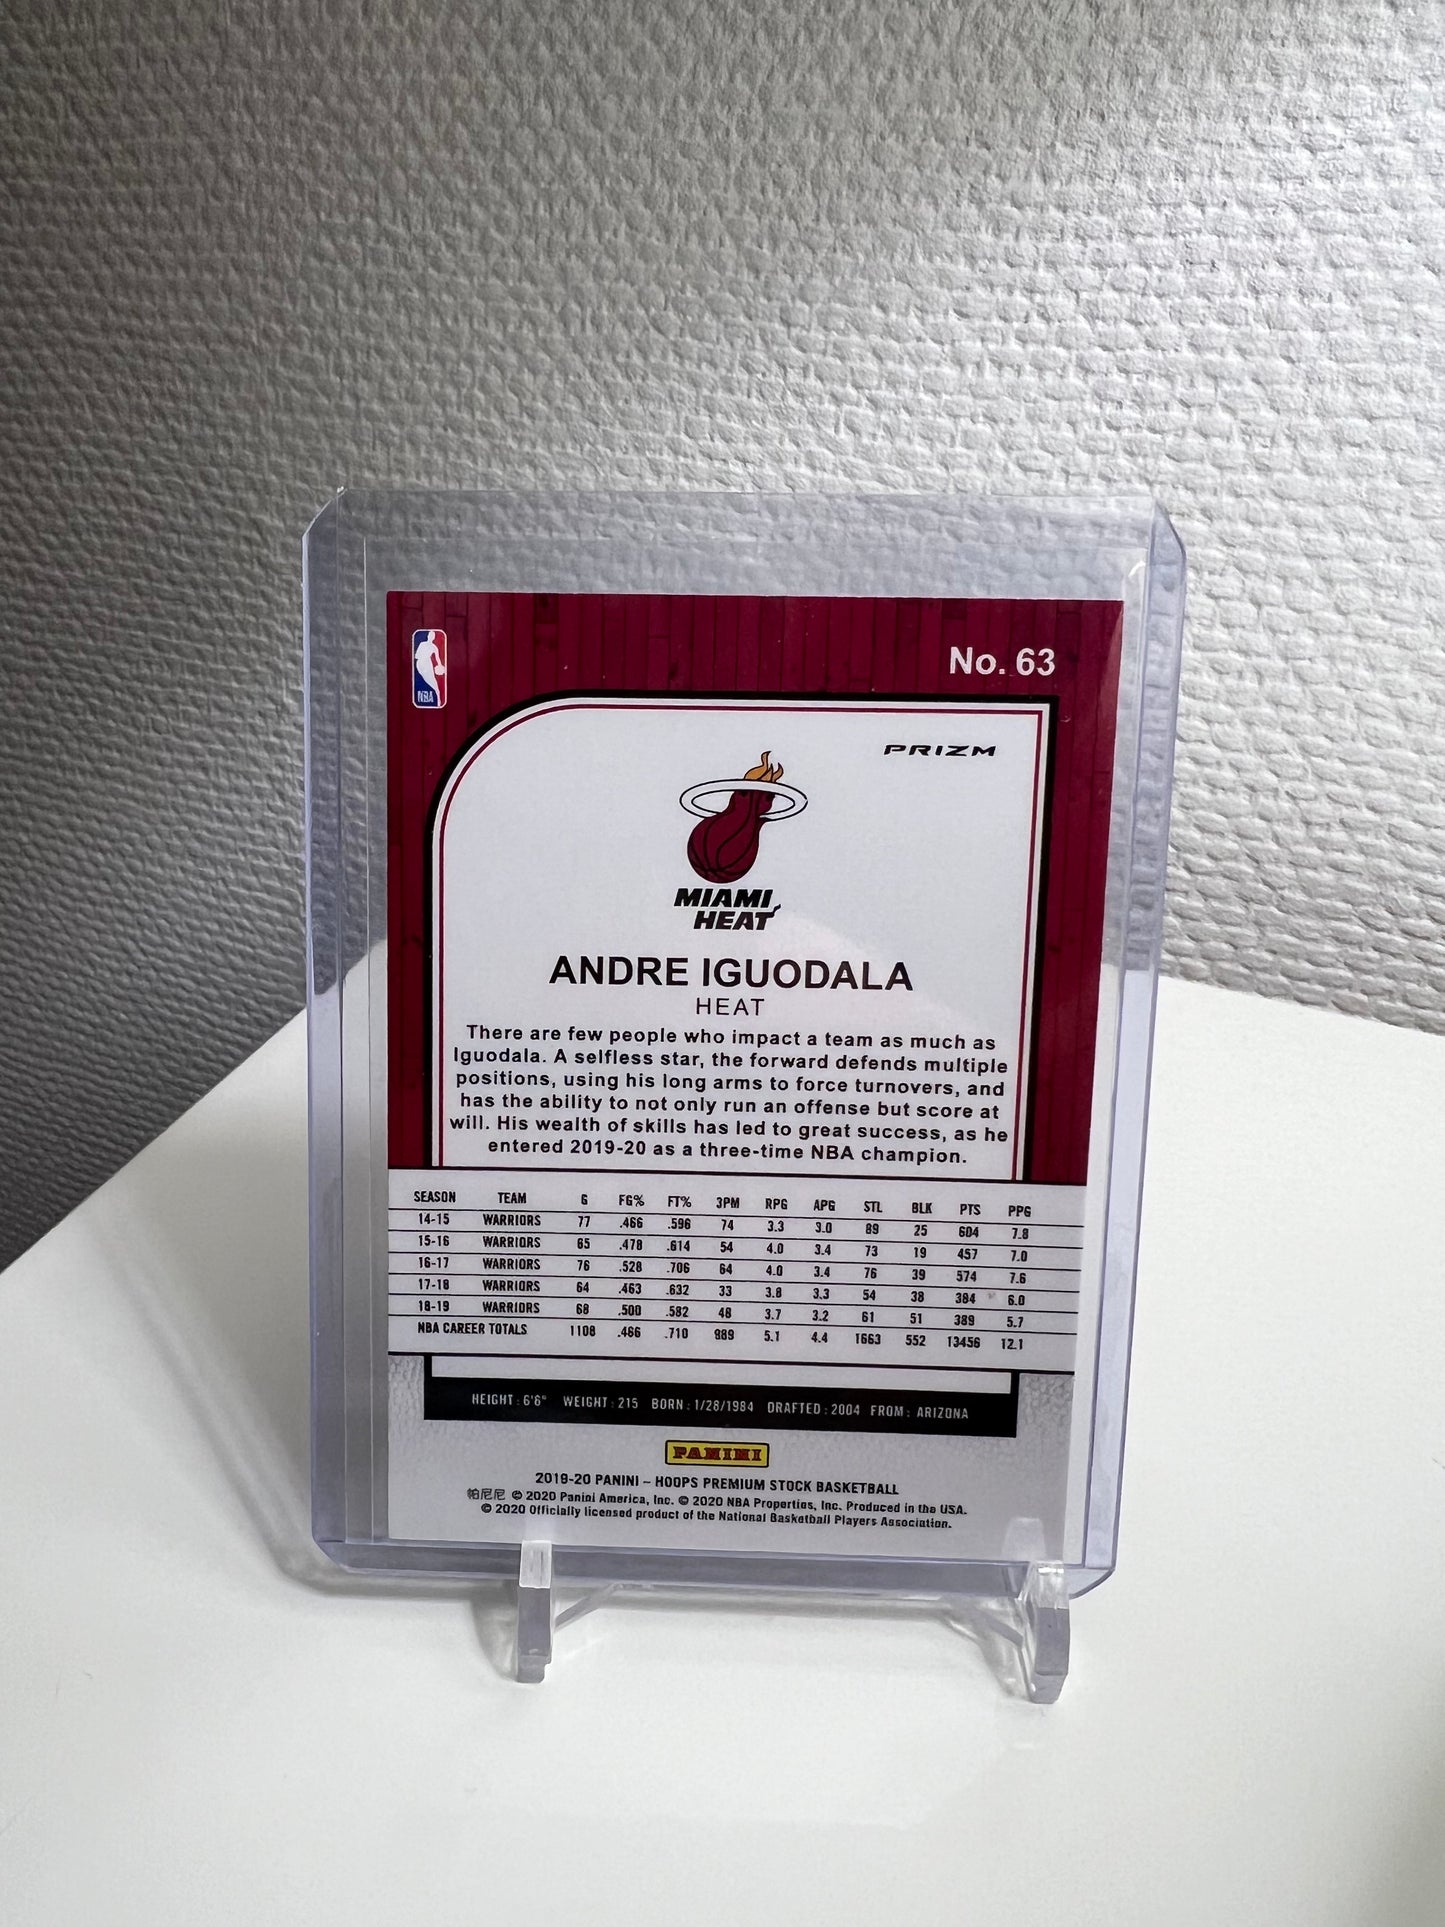 NBA
No. 63
PRIZM
MIAMI
HEAT
ANDRE IGUODALA
HEAT
There are few people who impact a team as much as
Iguodala. A selfless star, the forward defends multiple
positions, using his long arms to force turnovers, and
has the ability to not only run an offense but score at
will. His wealth of skills has led to great success, as he
entered 2019-20 as a three-time NBA champion.
SEASON TEAM G FG% FT% 3PM RPG APG STL BLK PTS PPG
14-15 WARRIORS 77 .466 .596 74 3.3 3.0 89 25 604 7.8
15-16 WARRIORS 65 .478 .614 54 4.0 3.4 73 19 457 7.0
16-17 WARRIORS 76 .528 .706 64 4.0 3.4 76 39 574 7.6
17-18 WARRIORS 64 .463 .632 33 3.8 3.3 54 38 384 6.0
18-19 WARRIORS 68 .500 .582 48 3.7 3.2 61 51 389 5.7
NBA CAREER TOTALS 1108 .466 .710 989 5.1 4.4 1663 552 13456 12.1
HEIGHT : 6'6" WEIGHT : 215 BORN : 1/28/1984 DRAFTED : 2004 FROM : ARIZONA
PANINI
2019-20 PANINI – HOOPS PREMIUM STOCK BASKETBALL
帕尼尼 © 2020 Panini America, Inc. © 2020 NBA Properties, Inc. Produced in the USA.
© 2020 Officially licensed product of the National Basketball Players Association.